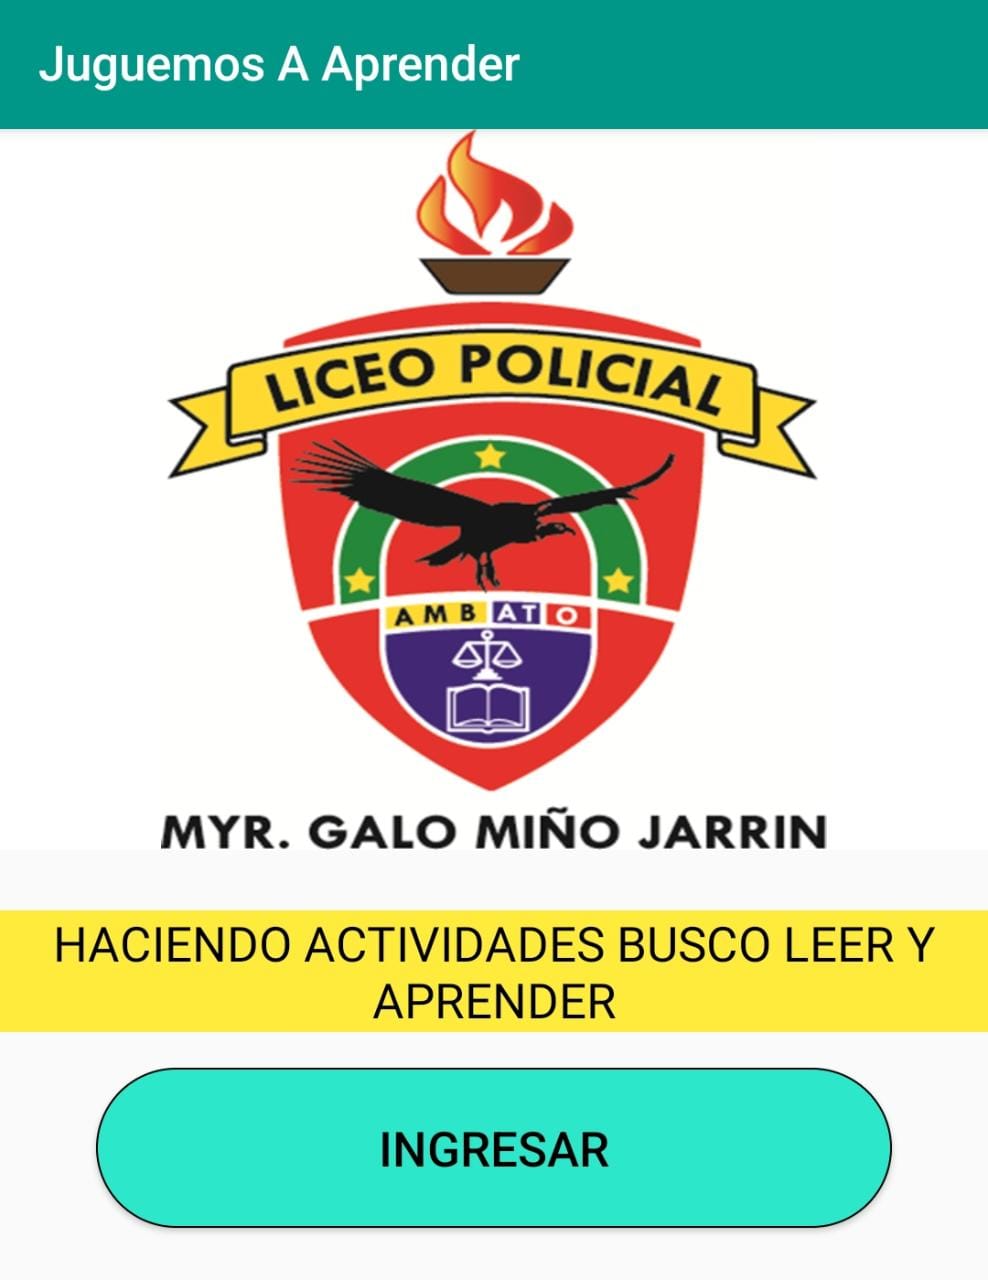 Juguemos A Aprender
LICEO POLICIAL
AMBATO
MYR. GALO MIÑO JARRIN
HACIENDO ACTIVIDADES BUSCO LEER Y
APRENDER
INGRESAR